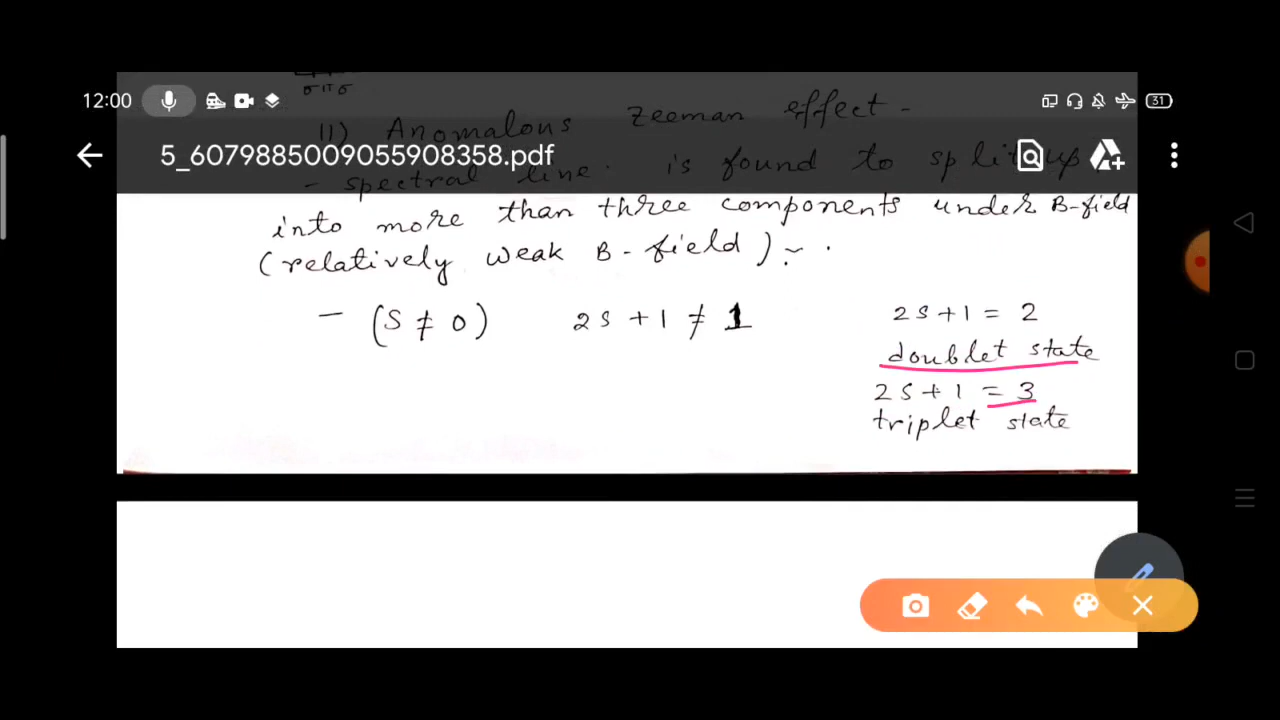 12:00
31
σ π σ
II) Anomalous Zeeman effect -
5_6079885009055908358.pdf
- spectral line. is found to split up
into more than three components under B-field
(relatively weak B-field) :-
- (S ≠ 0) 2S+1 ≠ 1
2S+1 = 2
doublet state
2S+1 = 3
triplet state